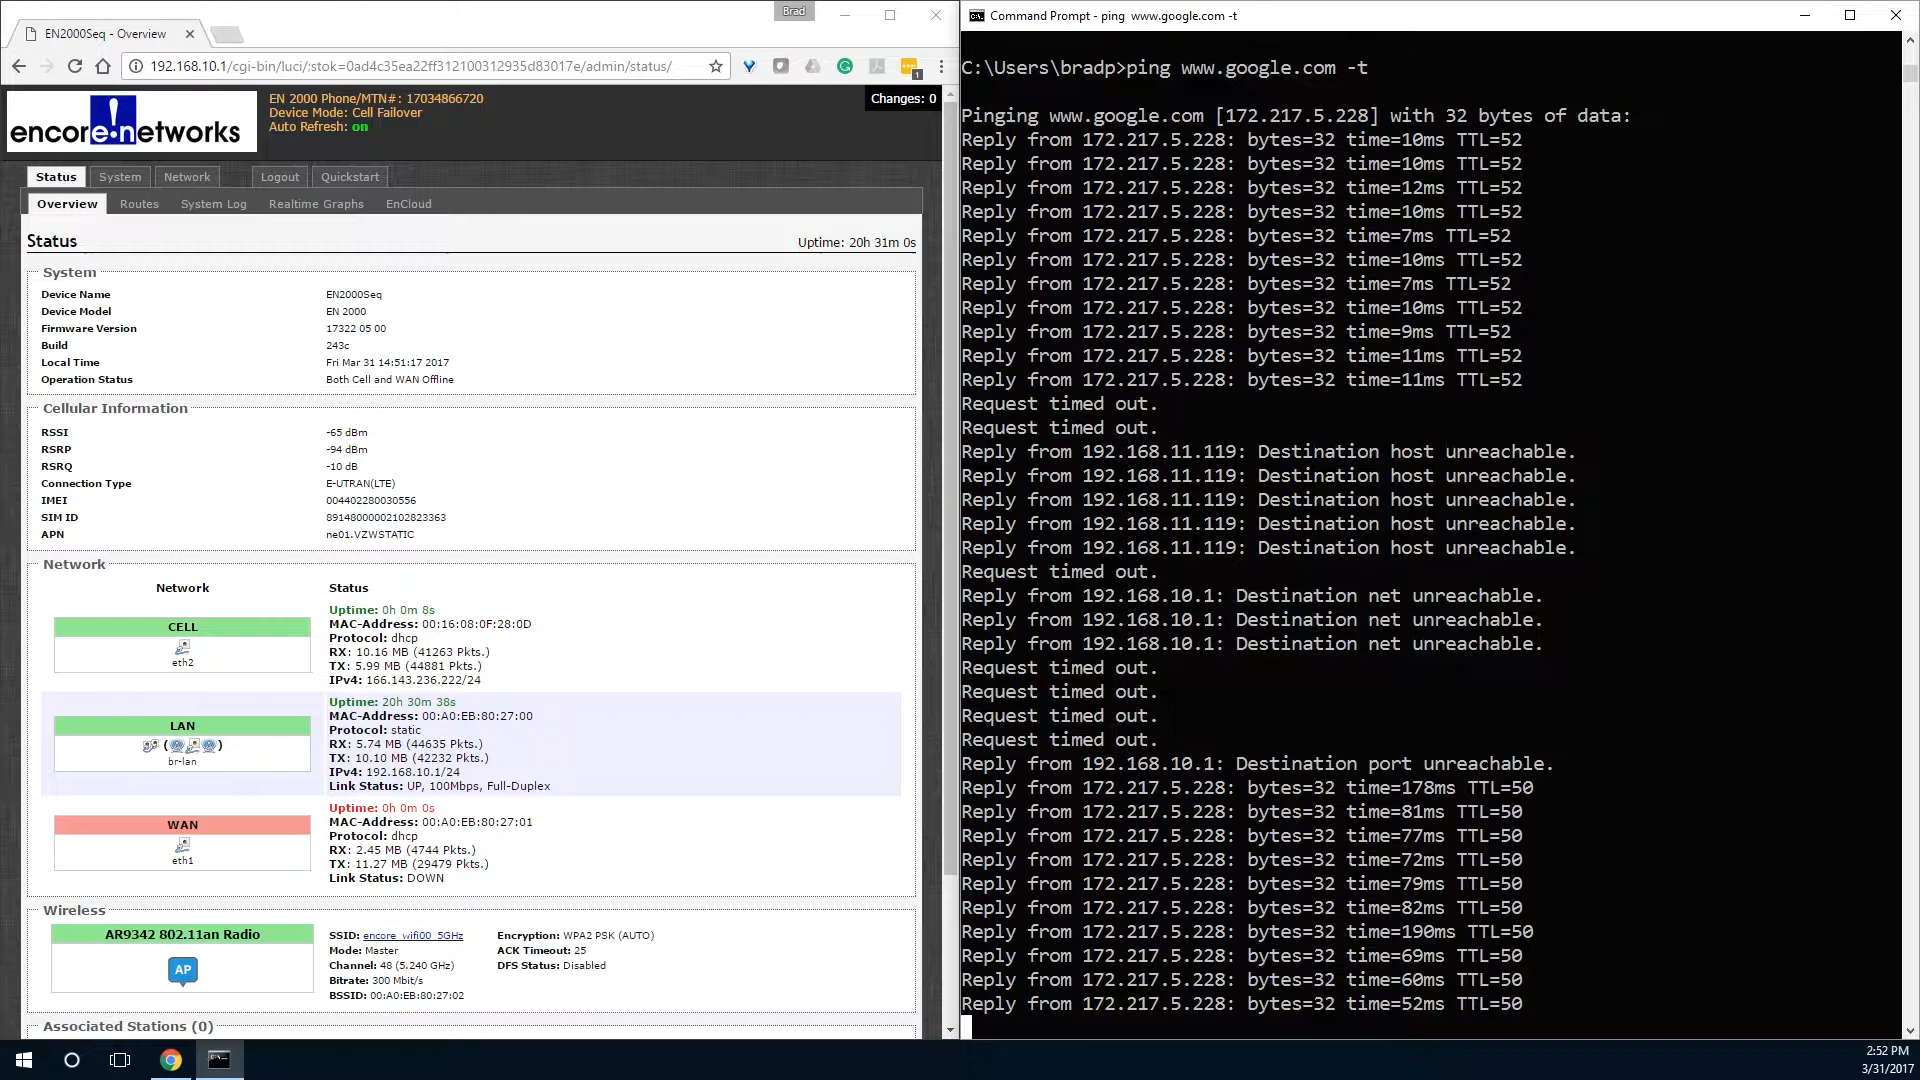 Brad
EN2000Seq - Overview
192.168.10.1/cgi-bin/luci/;stok=0ad4c35ea22ff312100312935d83017e/admin/status/
1
encore!networks
EN 2000 Phone/MTN#: 17034866720
Device Mode: Cell Failover
Auto Refresh: on
Changes: 0
Status System Network Logout Quickstart
Overview Routes System Log Realtime Graphs EnCloud
Status
Uptime: 20h 31m 0s
System
Device Name EN2000Seq
Device Model EN 2000
Firmware Version 17322 05 00
Build 243c
Local Time Fri Mar 31 14:51:17 2017
Operation Status Both Cell and WAN Offline
Cellular Information
RSSI -65 dBm
RSRP -94 dBm
RSRQ -10 dB
Connection Type E-UTRAN(LTE)
IMEI 004402280030556
SIM ID 89148000002102823363
APN ne01.VZWSTATIC
Network
Network Status
CELL
eth2
Uptime: 0h 0m 8s
MAC-Address: 00:16:08:0F:28:0D
Protocol: dhcp
RX: 10.16 MB (41263 Pkts.)
TX: 5.99 MB (44881 Pkts.)
IPv4: 166.143.236.222/24
LAN
( )
br-lan
Uptime: 20h 30m 38s
MAC-Address: 00:A0:EB:80:27:00
Protocol: static
RX: 5.74 MB (44635 Pkts.)
TX: 10.10 MB (42232 Pkts.)
IPv4: 192.168.10.1/24
Link Status: UP, 100Mbps, Full-Duplex
WAN
eth1
Uptime: 0h 0m 0s
MAC-Address: 00:A0:EB:80:27:01
Protocol: dhcp
RX: 2.45 MB (4744 Pkts.)
TX: 11.27 MB (29479 Pkts.)
Link Status: DOWN
Wireless
AR9342 802.11an Radio
AP
SSID: encore_wifi00_5GHz
Mode: Master
Channel: 48 (5.240 GHz)
Bitrate: 300 Mbit/s
BSSID: 00:A0:EB:80:27:02
Encryption: WPA2 PSK (AUTO)
ACK Timeout: 25
DFS Status: Disabled
Associated Stations (0)
Command Prompt - ping www.google.com -t
C:\Users\bradp>ping www.google.com -t
Pinging www.google.com [172.217.5.228] with 32 bytes of data:
Reply from 172.217.5.228: bytes=32 time=10ms TTL=52
Reply from 172.217.5.228: bytes=32 time=10ms TTL=52
Reply from 172.217.5.228: bytes=32 time=12ms TTL=52
Reply from 172.217.5.228: bytes=32 time=10ms TTL=52
Reply from 172.217.5.228: bytes=32 time=7ms TTL=52
Reply from 172.217.5.228: bytes=32 time=10ms TTL=52
Reply from 172.217.5.228: bytes=32 time=7ms TTL=52
Reply from 172.217.5.228: bytes=32 time=10ms TTL=52
Reply from 172.217.5.228: bytes=32 time=9ms TTL=52
Reply from 172.217.5.228: bytes=32 time=11ms TTL=52
Reply from 172.217.5.228: bytes=32 time=11ms TTL=52
Request timed out.
Request timed out.
Reply from 192.168.11.119: Destination host unreachable.
Reply from 192.168.11.119: Destination host unreachable.
Reply from 192.168.11.119: Destination host unreachable.
Reply from 192.168.11.119: Destination host unreachable.
Reply from 192.168.11.119: Destination host unreachable.
Request timed out.
Reply from 192.168.10.1: Destination net unreachable.
Reply from 192.168.10.1: Destination net unreachable.
Reply from 192.168.10.1: Destination net unreachable.
Request timed out.
Request timed out.
Request timed out.
Request timed out.
Reply from 192.168.10.1: Destination port unreachable.
Reply from 172.217.5.228: bytes=32 time=178ms TTL=50
Reply from 172.217.5.228: bytes=32 time=81ms TTL=50
Reply from 172.217.5.228: bytes=32 time=77ms TTL=50
Reply from 172.217.5.228: bytes=32 time=72ms TTL=50
Reply from 172.217.5.228: bytes=32 time=79ms TTL=50
Reply from 172.217.5.228: bytes=32 time=82ms TTL=50
Reply from 172.217.5.228: bytes=32 time=190ms TTL=50
Reply from 172.217.5.228: bytes=32 time=69ms TTL=50
Reply from 172.217.5.228: bytes=32 time=60ms TTL=50
Reply from 172.217.5.228: bytes=32 time=52ms TTL=50
2:52 PM
3/31/2017